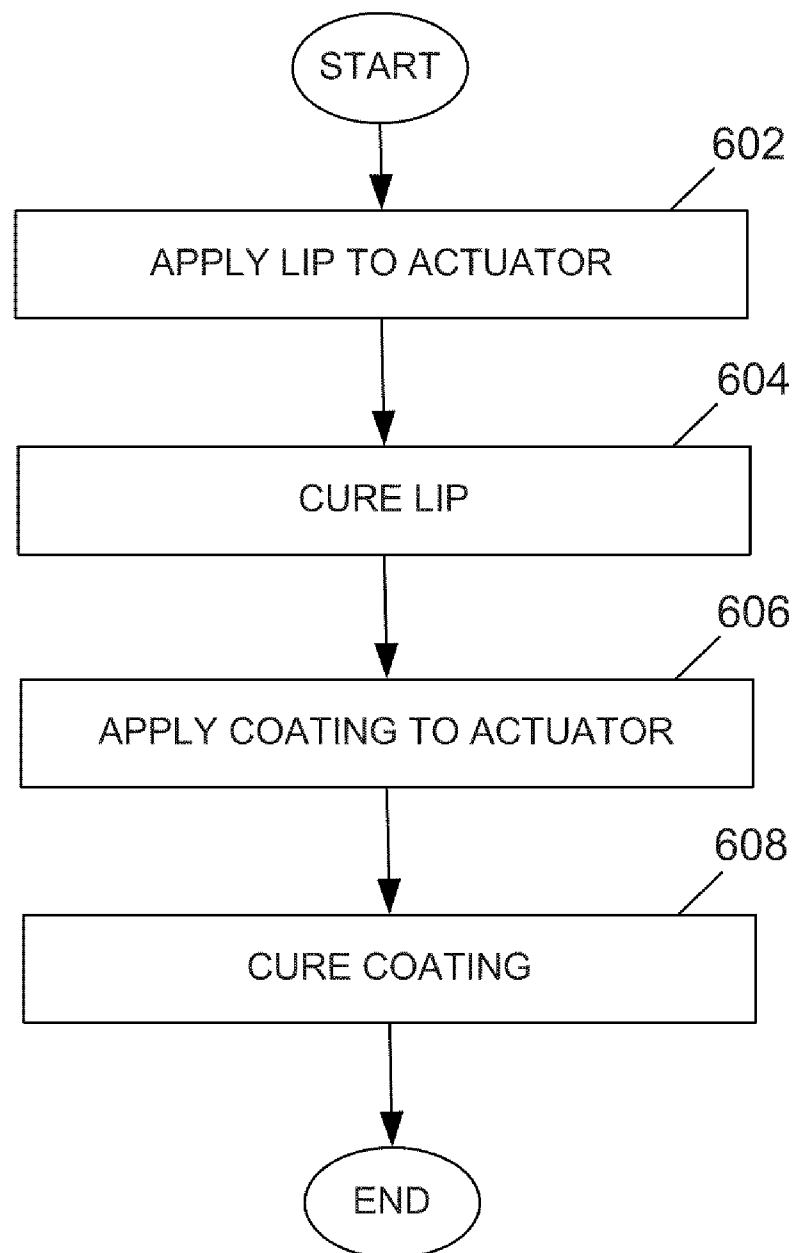 START
602
APPLY LIP TO ACTUATOR
604
CURE LIP
606
APPLY COATING TO ACTUATOR
608
CURE COATING
END